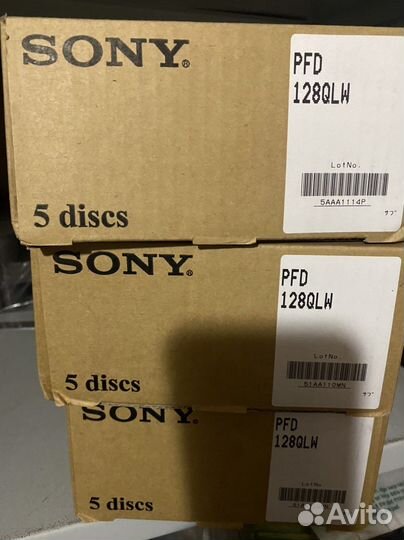 SONY®
PFD
128QLW
LotNo.
5AAA1114P
5 discs
SONY®
PFD
128QLW
LotNo.
51AA110MN
5 discs
SONY®
PFD
128QLW
LotNo.
5 discs
Avito